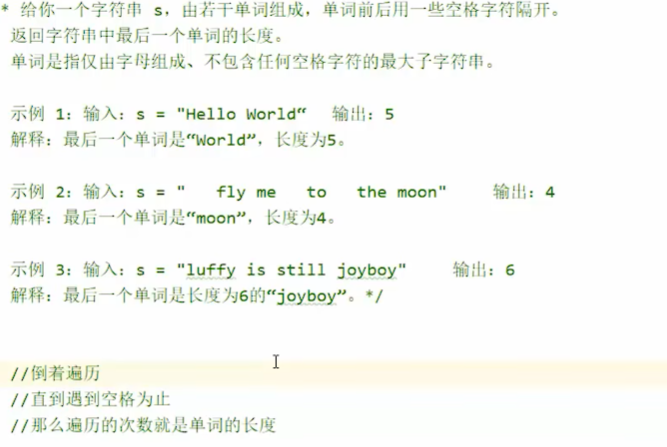 * 给你一个字符串 s，由若干单词组成，单词前后用一些空格字符隔开。
返回字符串中最后一个单词的长度。
单词是指仅由字母组成、不包含任何空格字符的最大子字符串。
示例 1：输入：s = "Hello World“ 输出：5
解释：最后一个单词是“World”，长度为5。
示例 2：输入：s = "   fly me   to   the moon" 输出：4
解释：最后一个单词是“moon”，长度为4。
示例 3：输入：s = "luffy is still joyboy" 输出：6
解释：最后一个单词是长度为6的“joyboy”。*/
//倒着遍历
//直到遇到空格为止
//那么遍历的次数就是单词的长度